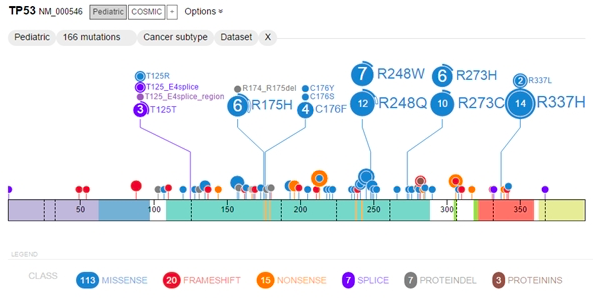 TP53 NM_000546 Pediatric COSMIC + Options
Pediatric 166 mutations Cancer subtype Dataset X
T125R
T125_E4splice
T125_E4splice_region
3 T125T
R174_R175del
6 R175H
C176Y
C176S
4 C176F
7 R248W
12 R248Q
6 R273H
10 R273C
2 R337L
14 R337H
50 100 150 200 250 300 350
LEGEND
CLASS 113 MISSENSE 20 FRAMESHIFT 15 NONSENSE 7 SPLICE 7 PROTEINDEL 3 PROTEININS